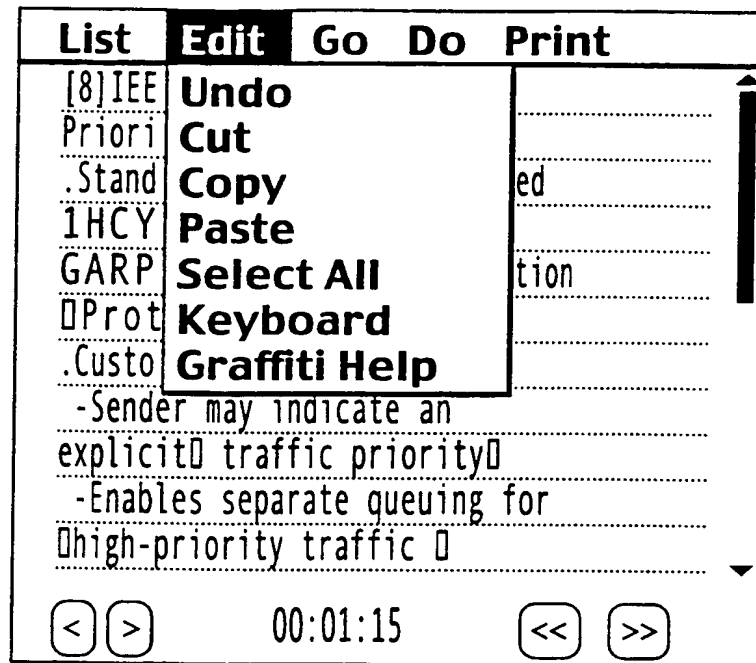 List Edit Go Do Print
[8]IEE
Undo
Priori
Cut
.Stand
Copy
ed
1HCY
Paste
GARP
Select All
tion
▯Prot
Keyboard
.Custo
Graffiti Help
-Sender may indicate an
explicit▯ traffic priority▯
-Enables separate queuing for
▯high-priority traffic ▯
< > 00:01:15 << >>